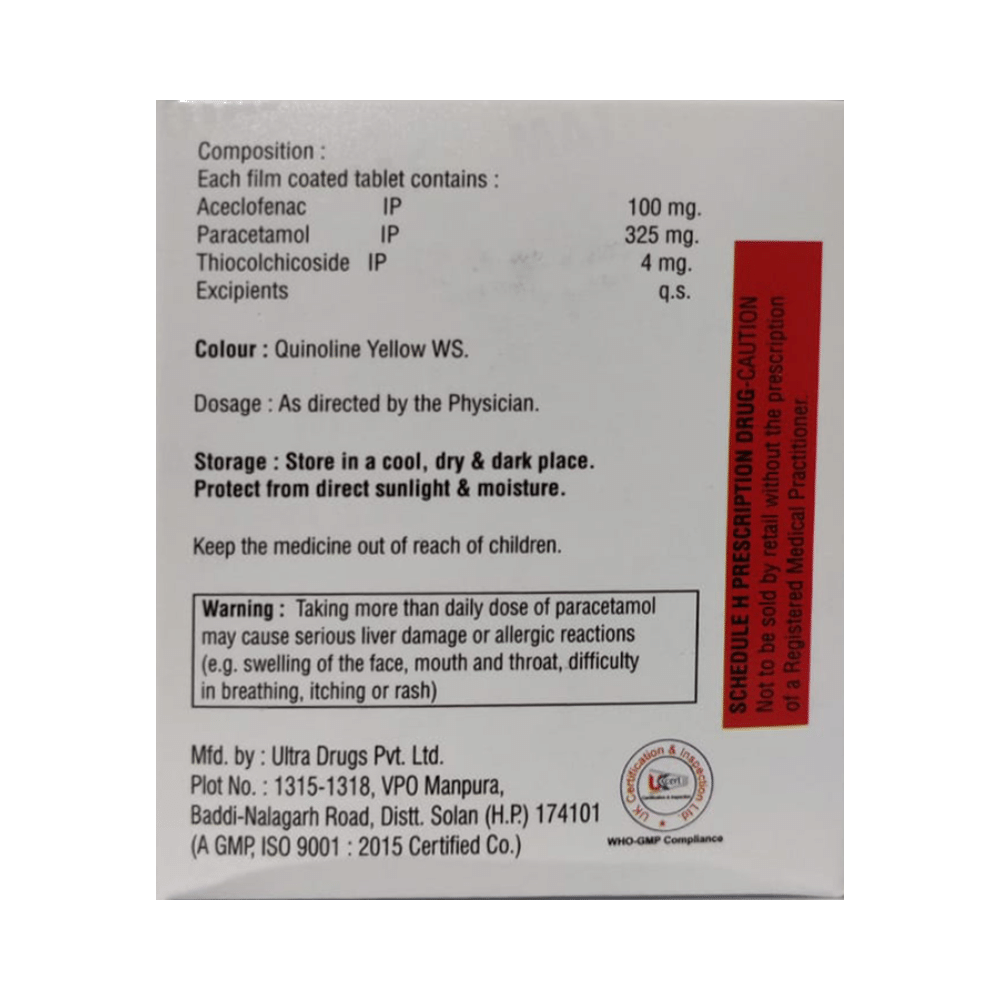 Composition :
Each film coated tablet contains :
Aceclofenac IP 100 mg.
Paracetamol IP 325 mg.
Thiocolchicoside IP 4 mg.
Excipients q.s.
Colour : Quinoline Yellow WS.
Dosage : As directed by the Physician.
Storage : Store in a cool, dry & dark place.
Protect from direct sunlight & moisture.
Keep the medicine out of reach of children.
Warning : Taking more than daily dose of paracetamol
may cause serious liver damage or allergic reactions
(e.g. swelling of the face, mouth and throat, difficulty
in breathing, itching or rash)
Mfd. by : Ultra Drugs Pvt. Ltd.
Plot No. : 1315-1318, VPO Manpura,
Baddi-Nalagarh Road, Distt. Solan (H.P.) 174101
(A GMP, ISO 9001 : 2015 Certified Co.)
SCHEDULE H PRESCRIPTION DRUG-CAUTION
Not to be sold by retail without the prescription
of a Registered Medical Practitioner.
UK Certification & Inspection Ltd.
WHO-GMP Compliance